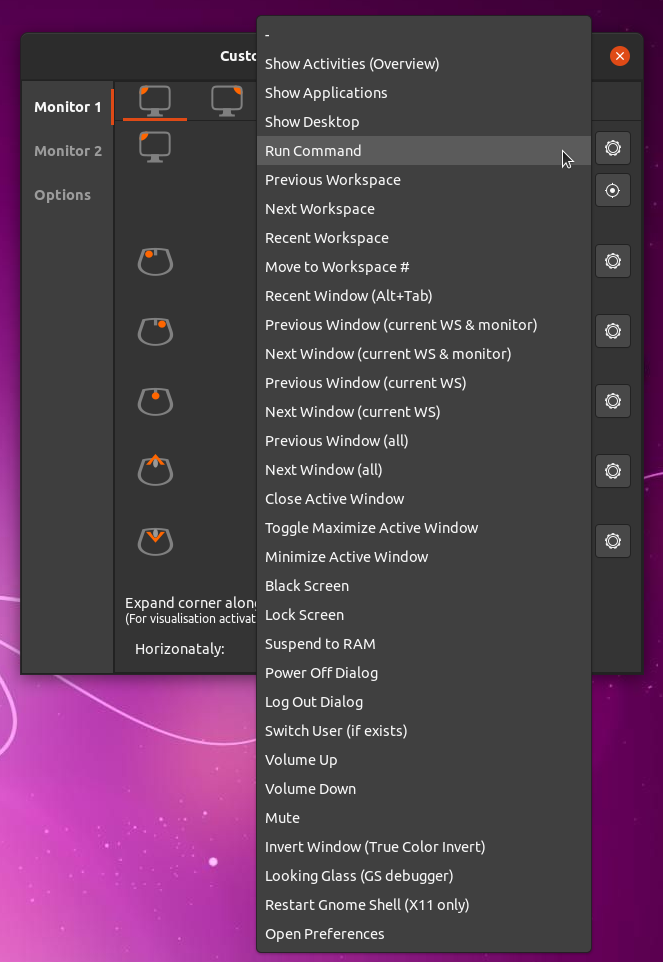 Custo
Monitor 1
Monitor 2
Options
-
Show Activities (Overview)
Show Applications
Show Desktop
Run Command
Previous Workspace
Next Workspace
Recent Workspace
Move to Workspace #
Recent Window (Alt+Tab)
Previous Window (current WS & monitor)
Next Window (current WS & monitor)
Previous Window (current WS)
Next Window (current WS)
Previous Window (all)
Next Window (all)
Close Active Window
Toggle Maximize Active Window
Minimize Active Window
Black Screen
Lock Screen
Suspend to RAM
Power Off Dialog
Log Out Dialog
Switch User (if exists)
Volume Up
Volume Down
Mute
Invert Window (True Color Invert)
Looking Glass (GS debugger)
Restart Gnome Shell (X11 only)
Open Preferences
Expand corner along
(For visualisation activat
Horizonataly: